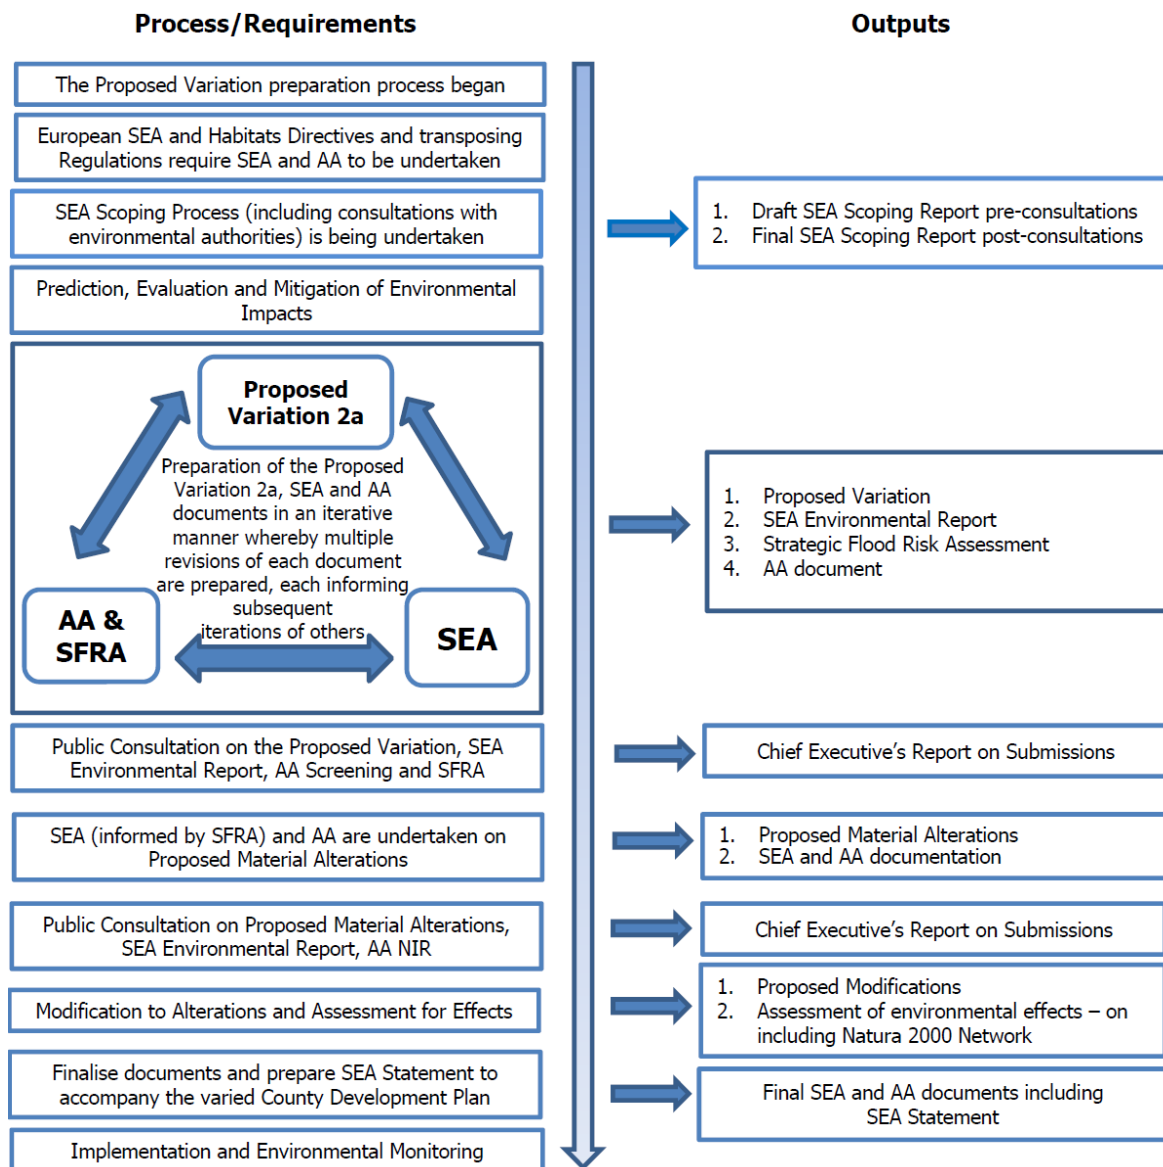 Process/Requirements
Outputs
The Proposed Variation preparation process began
European SEA and Habitats Directives and transposing
Regulations require SEA and AA to be undertaken
SEA Scoping Process (including consultations with
environmental authorities) is being undertaken
1. Draft SEA Scoping Report pre-consultations
2. Final SEA Scoping Report post-consultations
Prediction, Evaluation and Mitigation of Environmental
Impacts
Proposed
Variation 2a
Preparation of the Proposed
Variation 2a, SEA and AA
documents in an iterative
manner whereby multiple
revisions of each document
are prepared, each informing
subsequent
iterations of others
AA &
SFRA
SEA
1. Proposed Variation
2. SEA Environmental Report
3. Strategic Flood Risk Assessment
4. AA document
Public Consultation on the Proposed Variation, SEA
Environmental Report, AA Screening and SFRA
Chief Executive's Report on Submissions
SEA (informed by SFRA) and AA are undertaken on
Proposed Material Alterations
1. Proposed Material Alterations
2. SEA and AA documentation
Public Consultation on Proposed Material Alterations,
SEA Environmental Report, AA NIR
Chief Executive's Report on Submissions
Modification to Alterations and Assessment for Effects
1. Proposed Modifications
2. Assessment of environmental effects – on
including Natura 2000 Network
Finalise documents and prepare SEA Statement to
accompany the varied County Development Plan
Final SEA and AA documents including
SEA Statement
Implementation and Environmental Monitoring